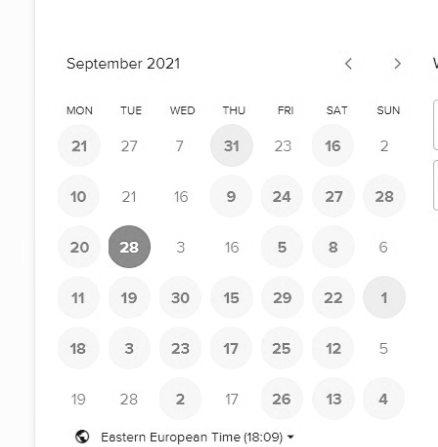 September 2021
MON TUE WED THU FRI SAT SUN
21 27 7 31 23 16 2
10 21 16 9 24 27 28
20 28 3 16 5 8 6
11 19 30 15 29 22 1
18 3 23 17 25 12 5
19 28 2 17 26 13 4
Eastern European Time (18:09)